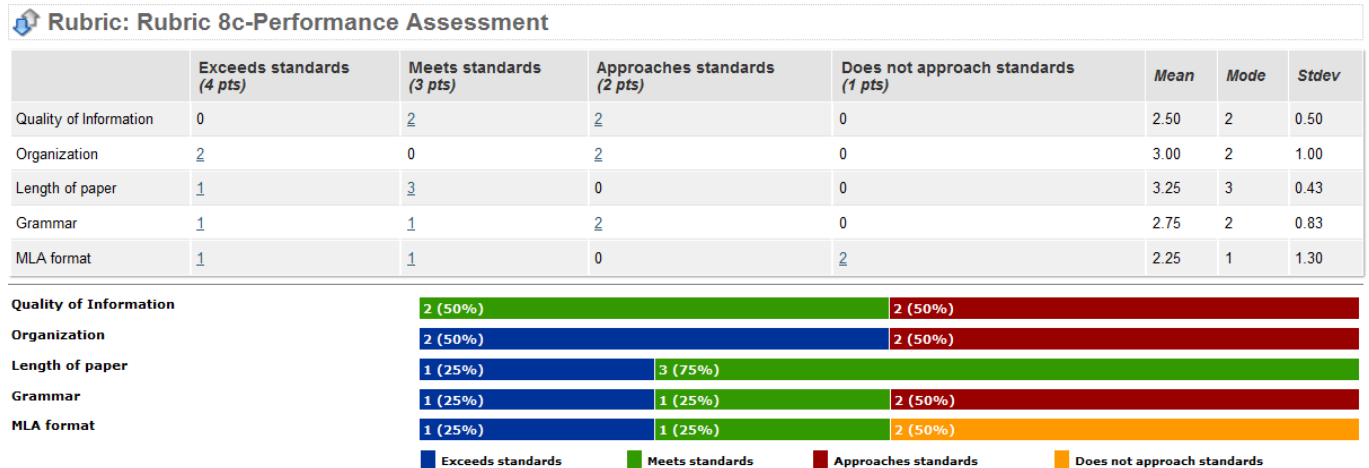 Rubric: Rubric 8c-Performance Assessment
Exceeds standards (4 pts) Meets standards (3 pts) Approaches standards (2 pts) Does not approach standards (1 pts) Mean Mode Stdev
Quality of Information 0 2 2 0 2.50 2 0.50
Organization 2 0 2 0 3.00 2 1.00
Length of paper 1 3 0 0 3.25 3 0.43
Grammar 1 1 2 0 2.75 2 0.83
MLA format 1 1 0 2 2.25 1 1.30
Quality of Information 2 (50%) 2 (50%)
Organization 2 (50%) 2 (50%)
Length of paper 1 (25%) 3 (75%)
Grammar 1 (25%) 1 (25%) 2 (50%)
MLA format 1 (25%) 1 (25%) 2 (50%)
Exceeds standards Meets standards Approaches standards Does not approach standards